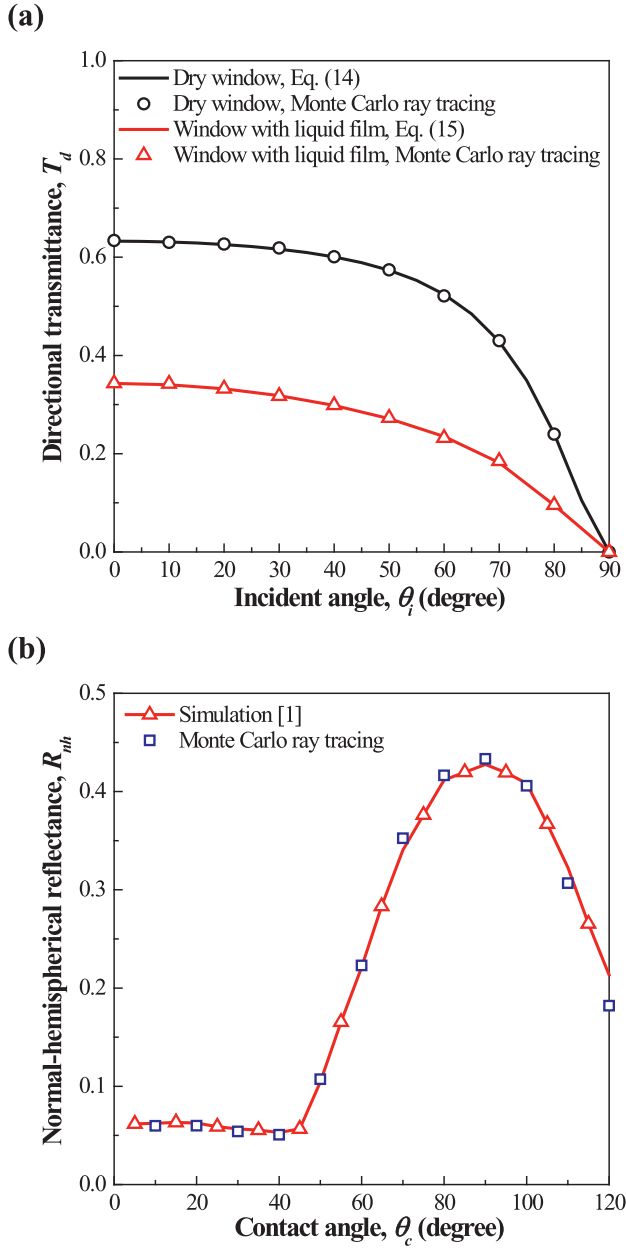 (a)
Dry window, Eq. (14)
Dry window, Monte Carlo ray tracing
Window with liquid film, Eq. (15)
Window with liquid film, Monte Carlo ray tracing
Directional transmittance, T_d
1.0
0.8
0.6
0.4
0.2
0.0
0 10 20 30 40 50 60 70 80 90
Incident angle, θ_i (degree)
(b)
Simulation [1]
Monte Carlo ray tracing
Normal-hemispherical reflectance, R_nh
0.5
0.4
0.3
0.2
0.1
0.0
0 20 40 60 80 100 120
Contact angle, θ_c (degree)